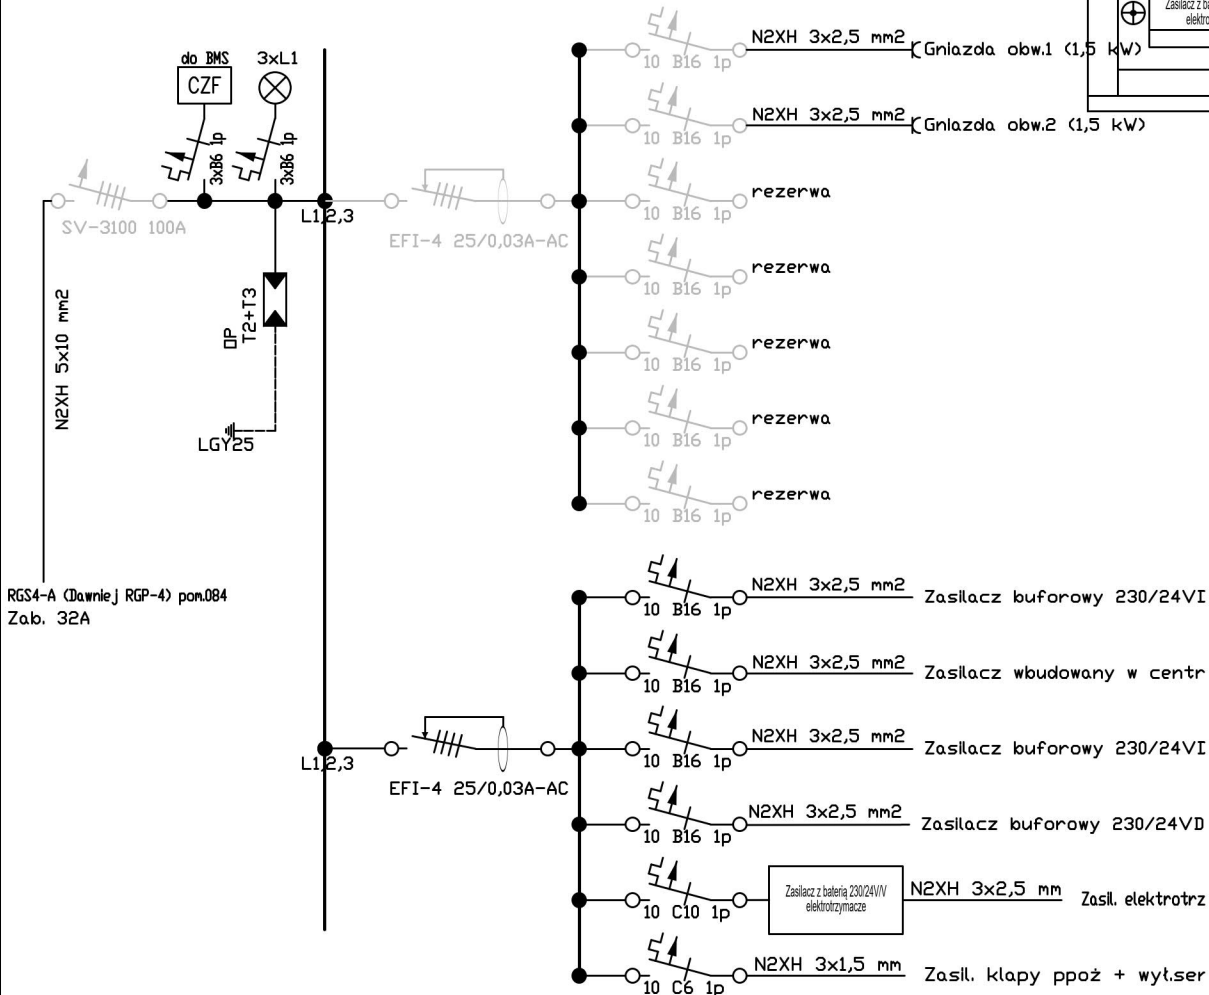 Zasilacz z ba
elektro
do BMS
CZF
3xL1
3xB6 1p
3xB6 1p
SV-3100 100A
L1,2,3
EFI-4 25/0,03A-AC
OP
T2+T3
LGY25
N2XH 5x10 mm2
RGS4-A (Dawniej RGP-4) pom.084
Zab. 32A
10 B16 1p
N2XH 3x2,5 mm2
Gniazda obw.1 (1,5 kW)
10 B16 1p
N2XH 3x2,5 mm2
Gniazda obw.2 (1,5 kW)
10 B16 1p
rezerwa
10 B16 1p
rezerwa
10 B16 1p
rezerwa
10 B16 1p
rezerwa
10 B16 1p
rezerwa
L1,2,3
EFI-4 25/0,03A-AC
10 B16 1p
N2XH 3x2,5 mm2
Zasilacz buforowy 230/24VI
10 B16 1p
N2XH 3x2,5 mm2
Zasilacz wbudowany w centr
10 B16 1p
N2XH 3x2,5 mm2
Zasilacz buforowy 230/24VI
10 B16 1p
N2XH 3x2,5 mm2
Zasilacz buforowy 230/24VD
10 C10 1p
Zasilacz z baterią 230/24V/V
elektrotrzymacze
N2XH 3x2,5 mm
Zasil. elektrotrz
10 C6 1p
N2XH 3x1,5 mm
Zasil. klapy ppoż + wył.ser